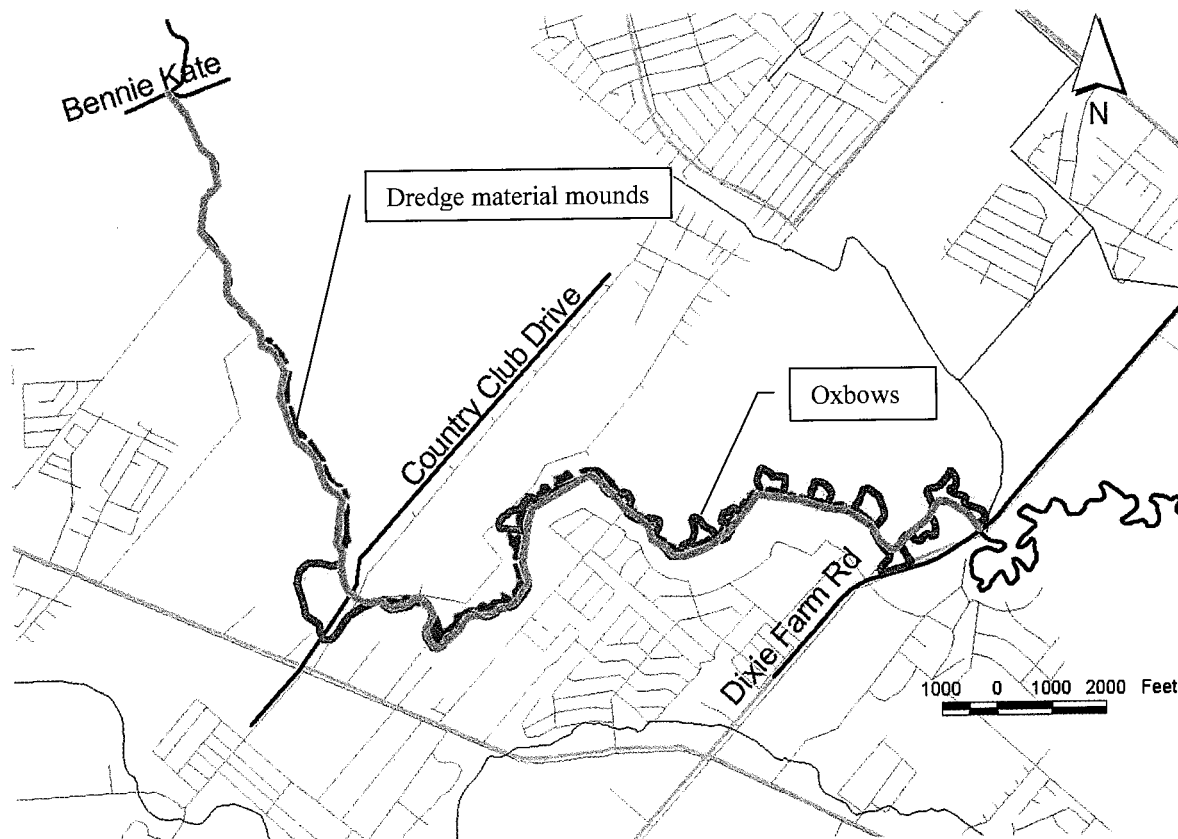 Bennie Kate
N
Dredge material mounds
Country Club Drive
Oxbows
Dixie Farm Rd
1000 0 1000 2000 Feet